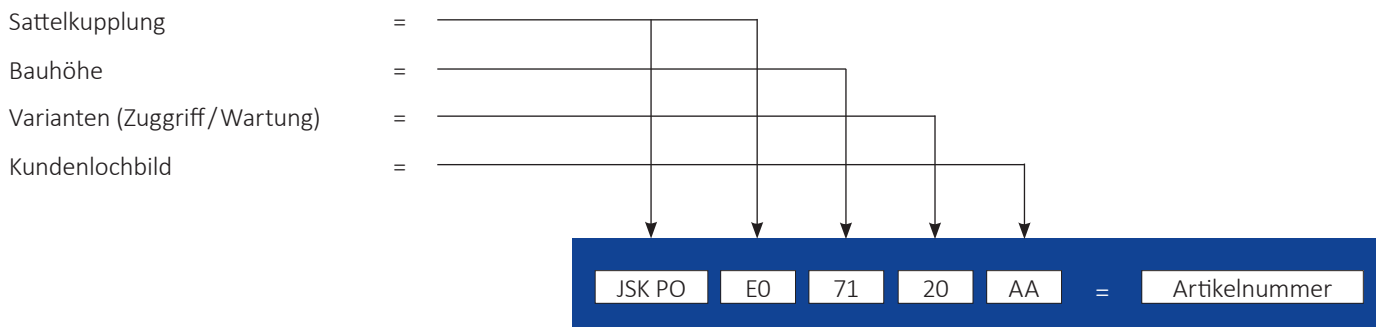 Sattelkupplung =
Bauhöhe =
Varianten (Zuggriff/Wartung) =
Kundenlochbild =
JSK PO E0 71 20 AA = Artikelnummer